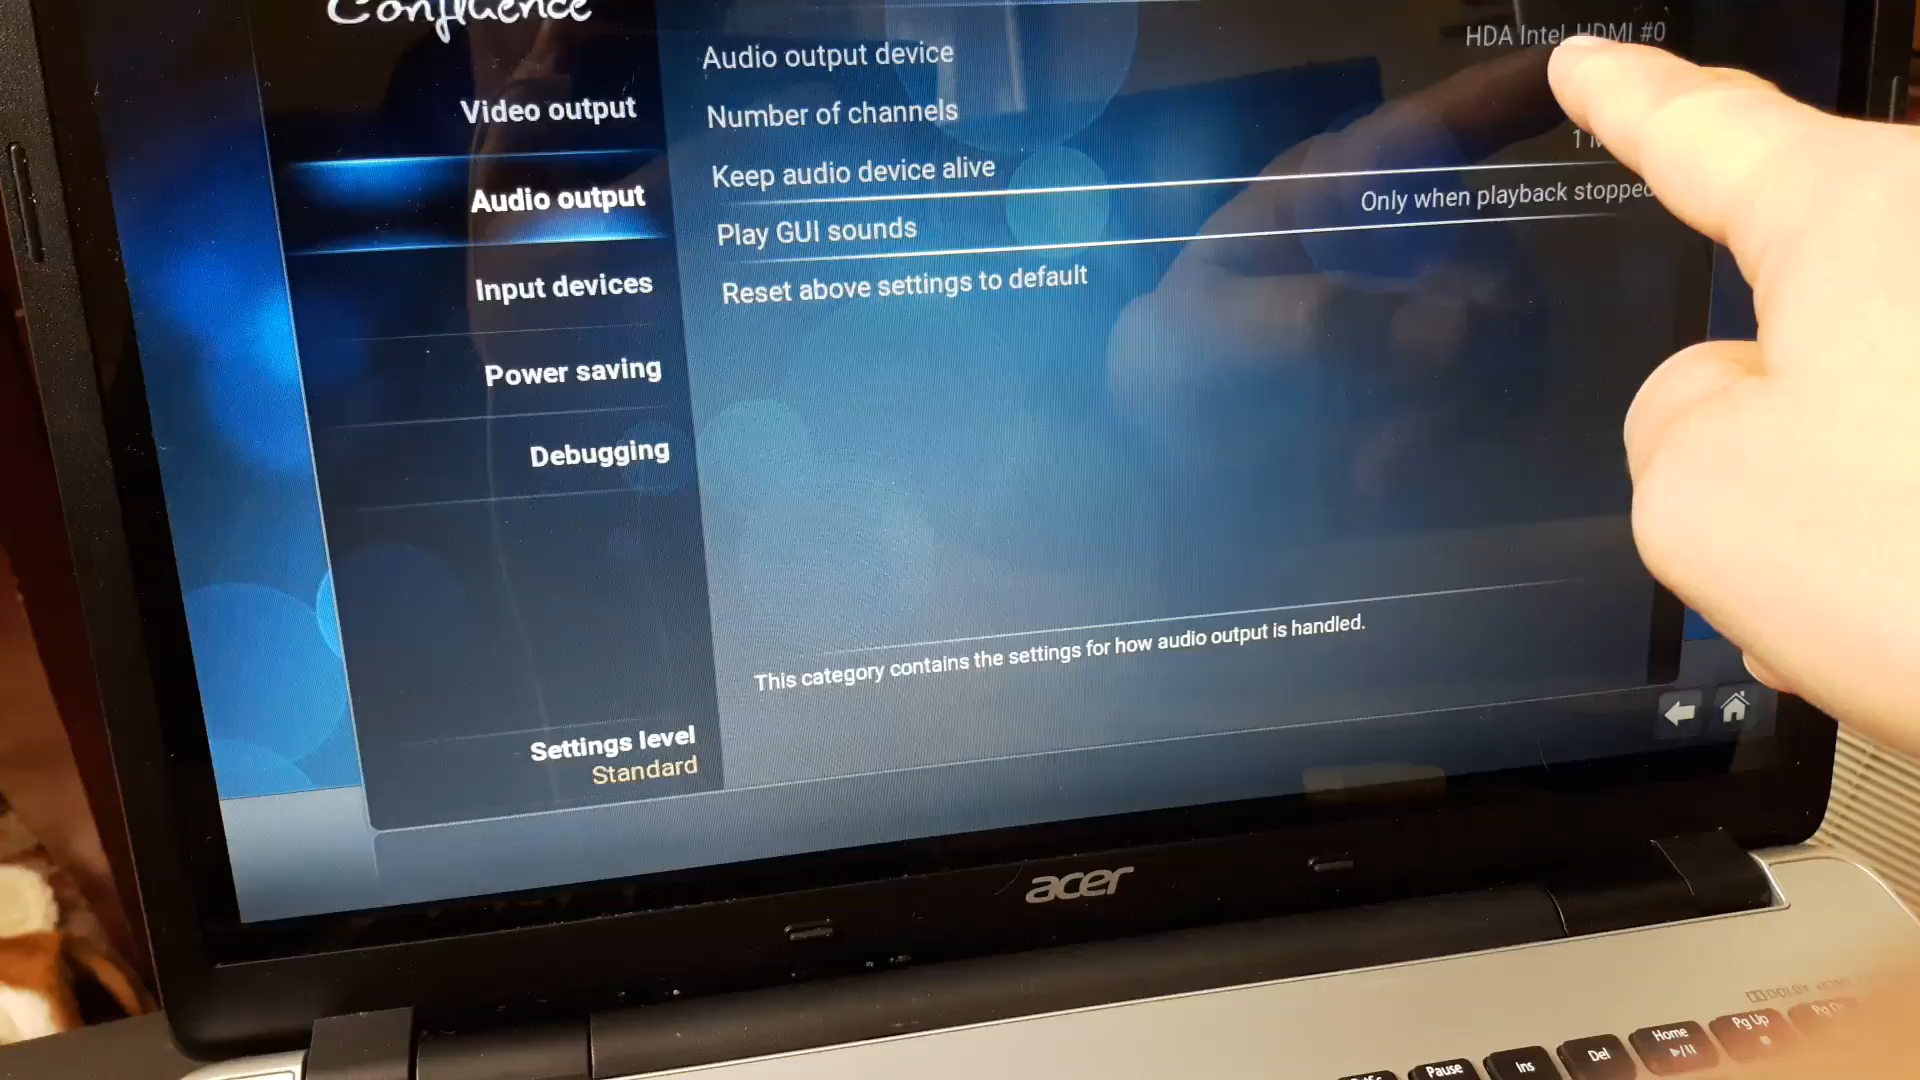 Confluence
Audio output device HDA Intel HDMI #0
Video output
Number of channels
Keep audio device alive 1
Audio output
Play GUI sounds Only when playback stopped
Input devices
Reset above settings to default
Power saving
Debugging
This category contains the settings for how audio output is handled.
Settings level
Standard
acer
Pause
Ins
Del
Home
Pg Up